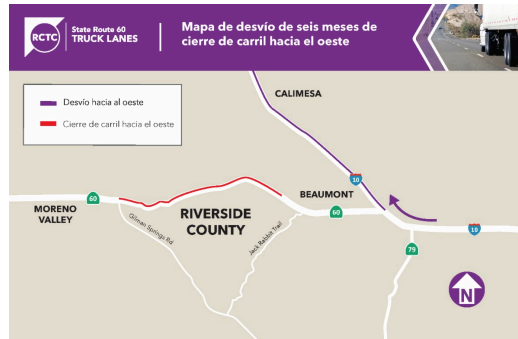 RCTC
State Route 60
TRUCK LANES
Mapa de desvío de seis meses de
cierre de carril hacia el oeste
Desvío hacia al oeste
Cierre de carril hacia el oeste
CALIMESA
10
BEAUMONT
60
MORENO
VALLEY
RIVERSIDE
COUNTY
60
10
Gilman Springs Rd
Jack Rabbit Trail
79
N